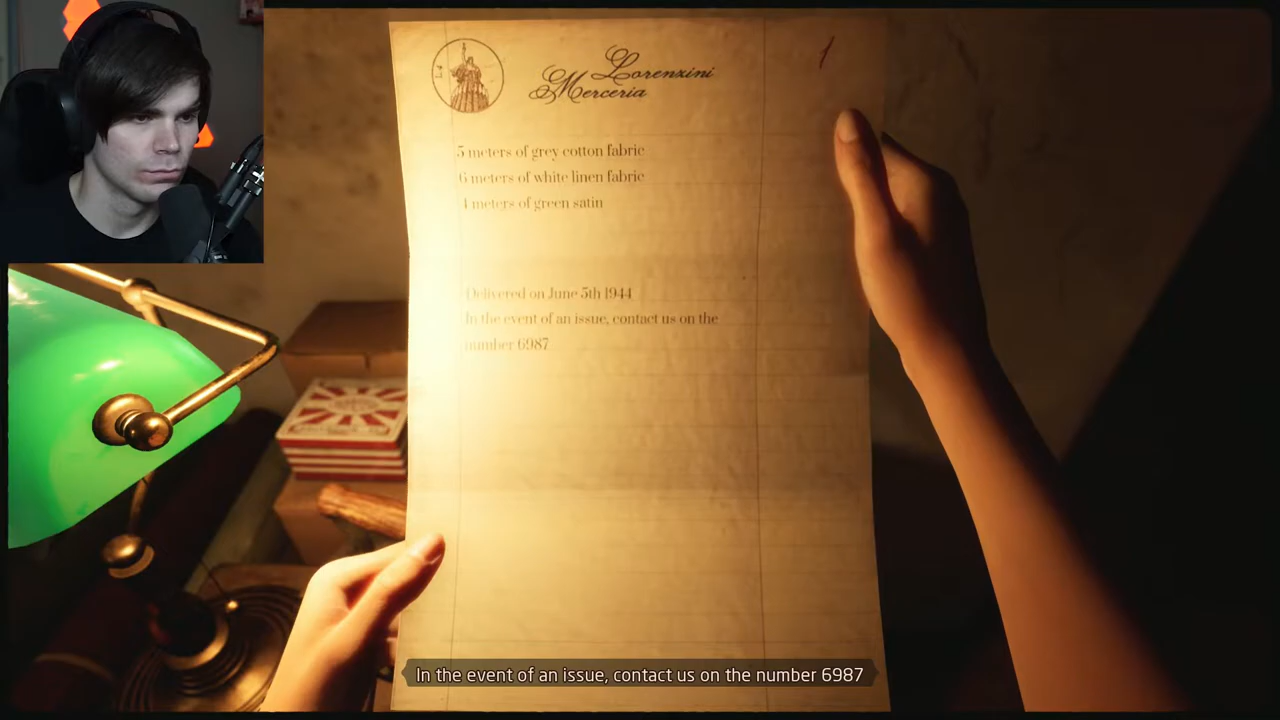 Lorenzini
Merceria
1
5 meters of grey cotton fabric
6 meters of white linen fabric
4 meters of green satin
Delivered on June 5th 1944
In the event of an issue, contact us on the
number 6987
In the event of an issue, contact us on the number 6987